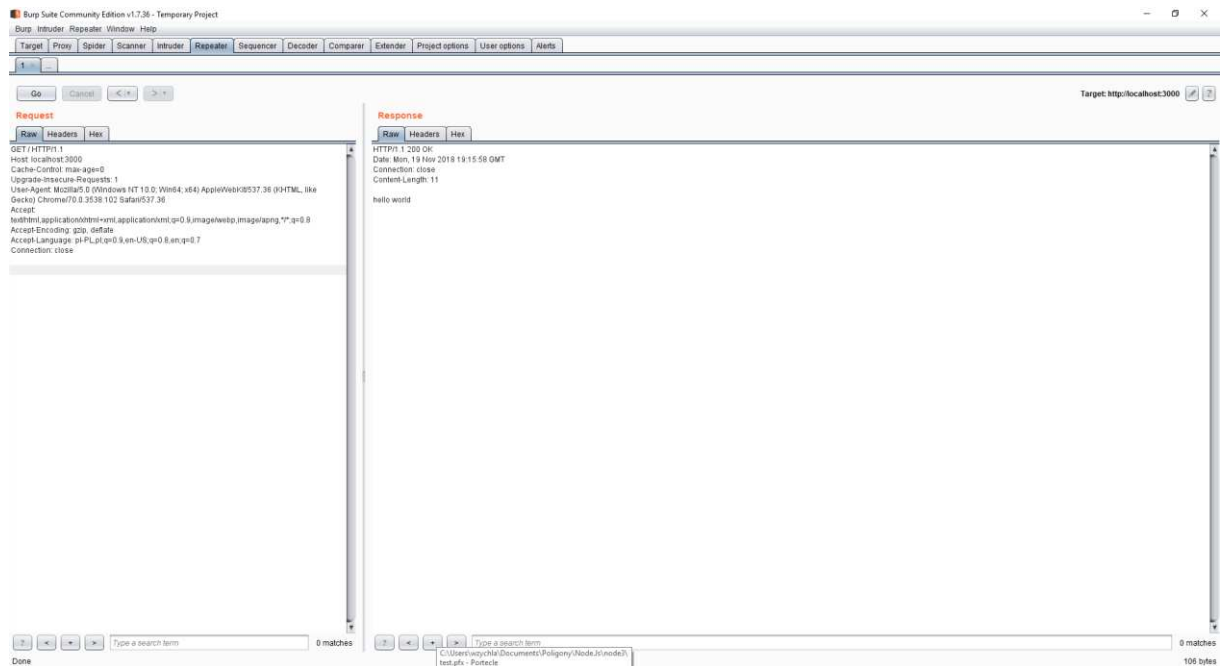 Burp Suite Community Edition v1.7.36 - Temporary Project
Burp Intruder Repeater Window Help
Target Proxy Spider Scanner Intruder Repeater Sequencer Decoder Comparer Extender Project options User options Alerts
1 × ...
Go Cancel < > Target: http://localhost:3000 ?
Request
Raw Headers Hex
GET / HTTP/1.1
Host: localhost:3000
Cache-Control: max-age=0
Upgrade-Insecure-Requests: 1
User-Agent: Mozilla/5.0 (Windows NT 10.0; Win64; x64) AppleWebKit/537.36 (KHTML, like
Gecko) Chrome/70.0.3538.102 Safari/537.36
Accept:
text/html,application/xhtml+xml,application/xml;q=0.9,image/webp,image/apng,*/*;q=0.8
Accept-Encoding: gzip, deflate
Accept-Language: pl-PL,pl;q=0.9,en-US;q=0.8,en;q=0.7
Connection: close
? < + > Type a search term 0 matches
Response
Raw Headers Hex
HTTP/1.1 200 OK
Date: Mon, 19 Nov 2018 19:15:58 GMT
Connection: close
Content-Length: 11
hello world
? < + > Type a search term 0 matches
C:\Users\wzychla\Documents\Poligony\NodeJs\node3\
test.pfx - Portecle
Done
106 bytes